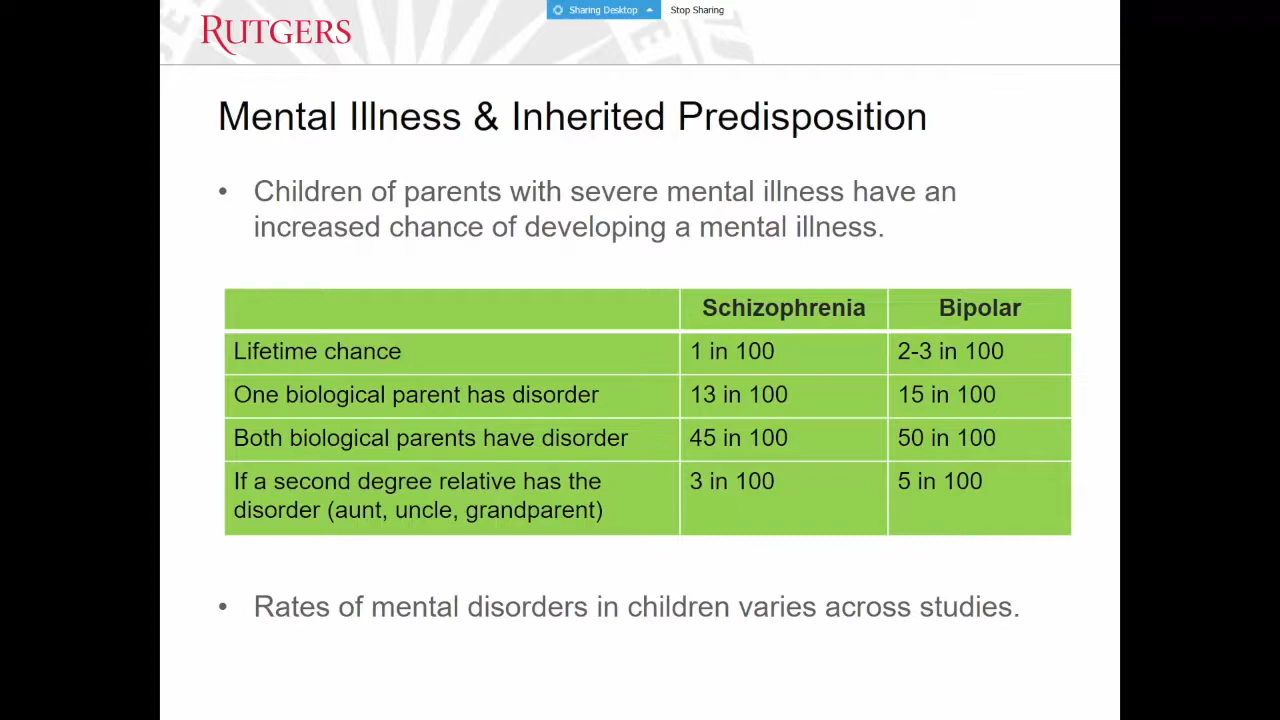 Sharing Desktop Stop Sharing
RUTGERS
Mental Illness & Inherited Predisposition
• Children of parents with severe mental illness have an
increased chance of developing a mental illness.
Schizophrenia Bipolar
Lifetime chance 1 in 100 2-3 in 100
One biological parent has disorder 13 in 100 15 in 100
Both biological parents have disorder 45 in 100 50 in 100
If a second degree relative has the 3 in 100 5 in 100
disorder (aunt, uncle, grandparent)
• Rates of mental disorders in children varies across studies.